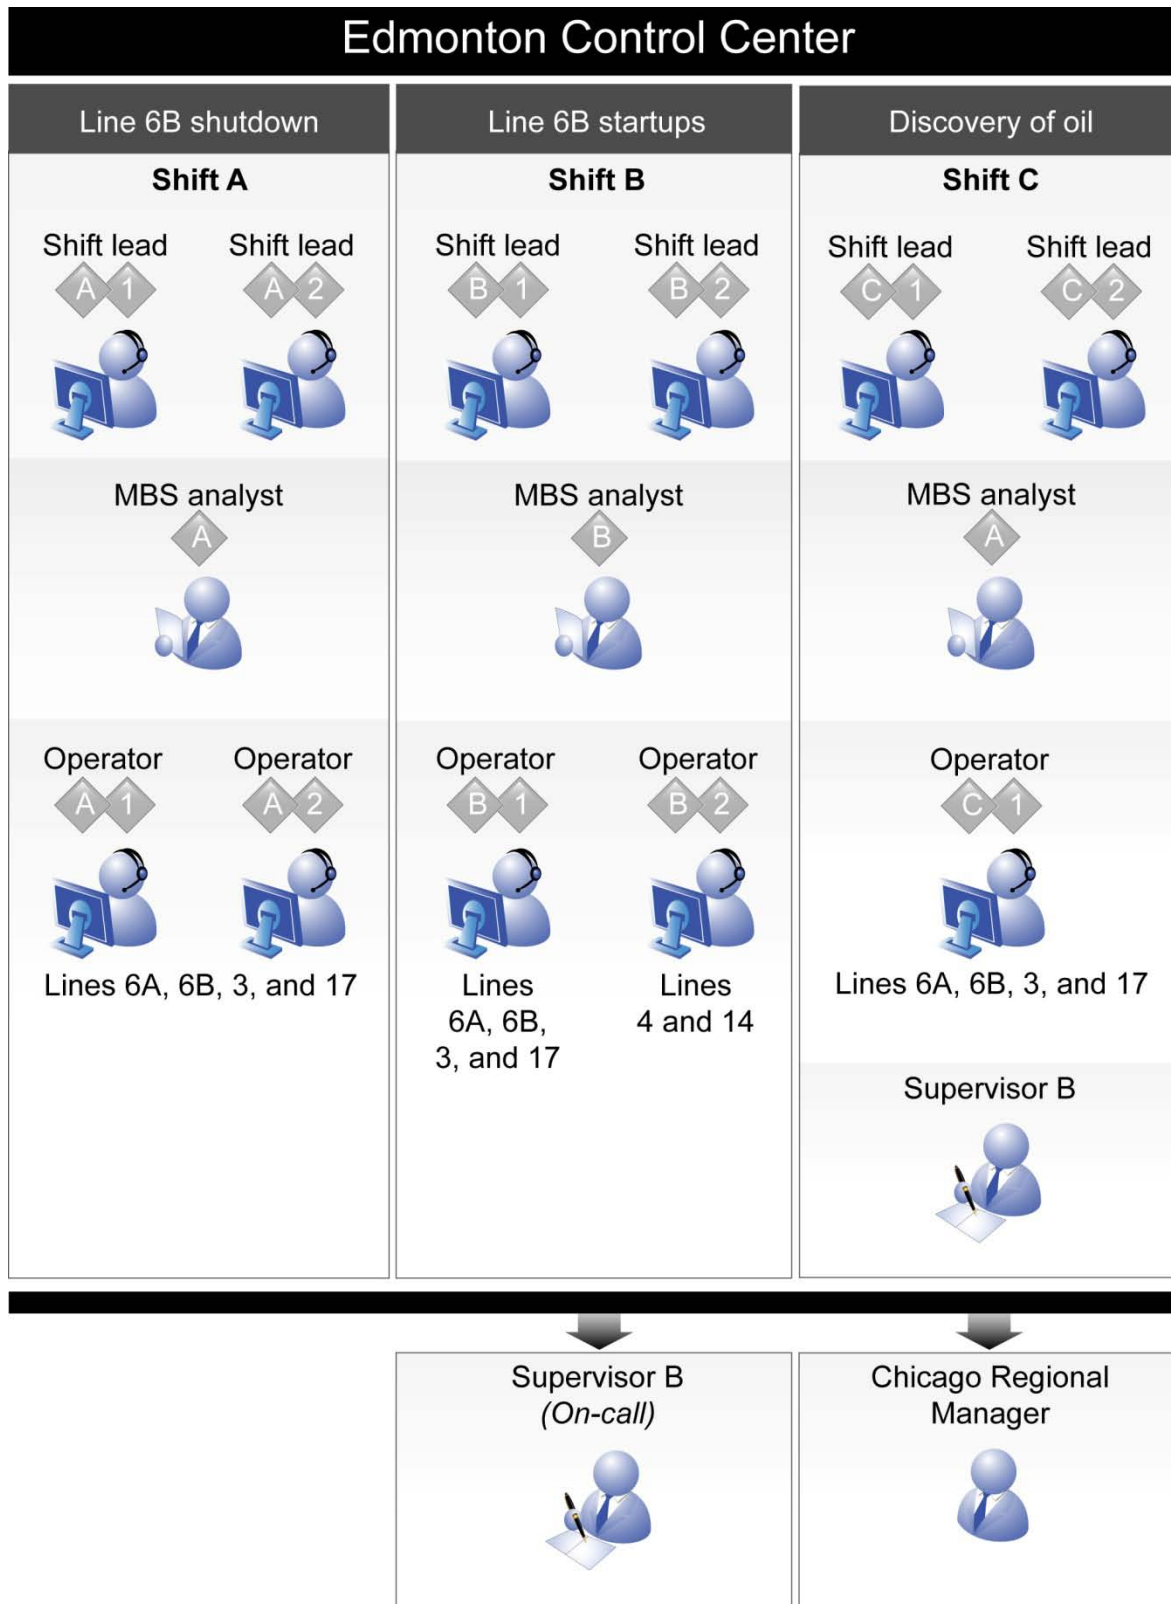 Edmonton Control Center
Line 6B shutdown
Shift A
Shift lead
A 1
Shift lead
A 2
MBS analyst
A
Operator
A 1
Operator
A 2
Lines 6A, 6B, 3, and 17
Line 6B startups
Shift B
Shift lead
B 1
Shift lead
B 2
MBS analyst
B
Operator
B 1
Lines
6A, 6B,
3, and 17
Operator
B 2
Lines
4 and 14
Discovery of oil
Shift C
Shift lead
C 1
Shift lead
C 2
MBS analyst
A
Operator
C 1
Lines 6A, 6B, 3, and 17
Supervisor B
Supervisor B
(On-call)
Chicago Regional
Manager